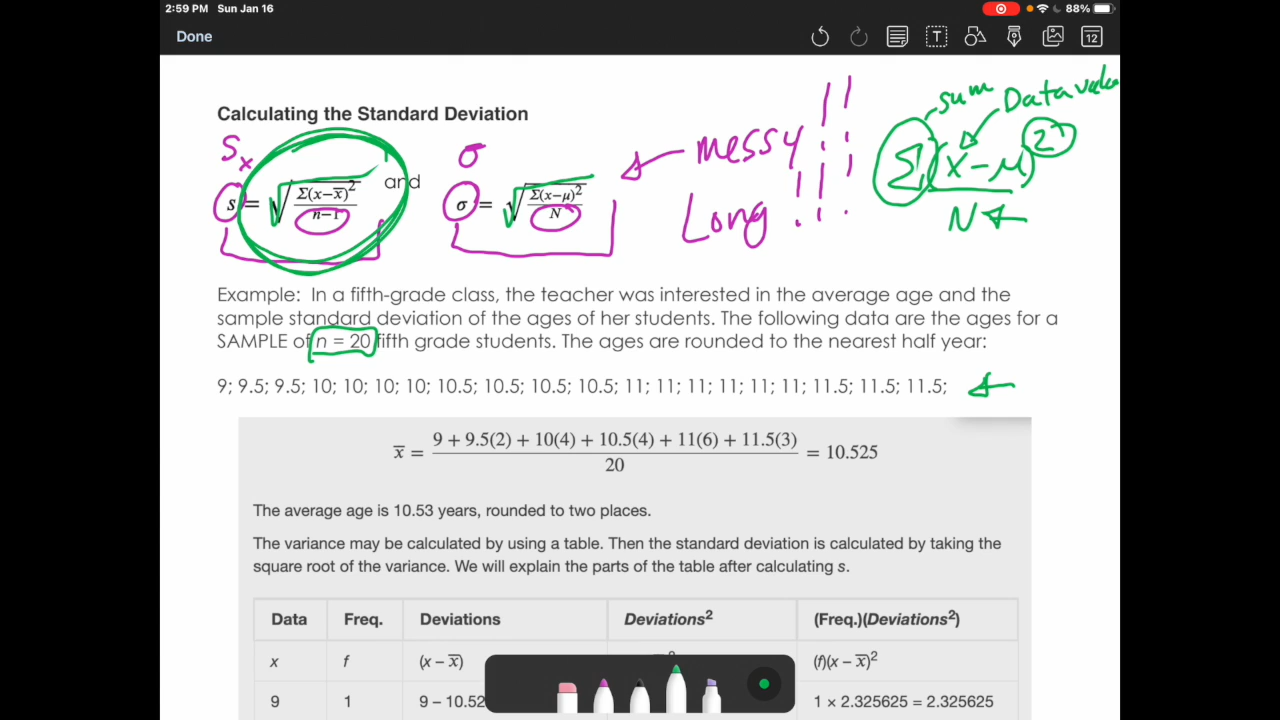 2:59 PM Sun Jan 16
88%
Done
12
Calculating the Standard Deviation
sum Data value
Sx
σ
messy !!
Σ(x-μ)²
N
s = √Σ(x−x̅)²/n−1 and σ = √Σ(x−μ)²/N
Long !!
Example: In a fifth-grade class, the teacher was interested in the average age and the
sample standard deviation of the ages of her students. The following data are the ages for a
SAMPLE of n = 20 fifth grade students. The ages are rounded to the nearest half year:
9; 9.5; 9.5; 10; 10; 10; 10; 10.5; 10.5; 10.5; 10.5; 11; 11; 11; 11; 11; 11; 11.5; 11.5; 11.5;
x̅ = 9 + 9.5(2) + 10(4) + 10.5(4) + 11(6) + 11.5(3) / 20 = 10.525
The average age is 10.53 years, rounded to two places.
The variance may be calculated by using a table. Then the standard deviation is calculated by taking the
square root of the variance. We will explain the parts of the table after calculating s.
Data Freq. Deviations Deviations² (Freq.)(Deviations²)
x f (x − x̅) (f)(x − x̅)²
9 1 9 − 10.52 1 × 2.325625 = 2.325625